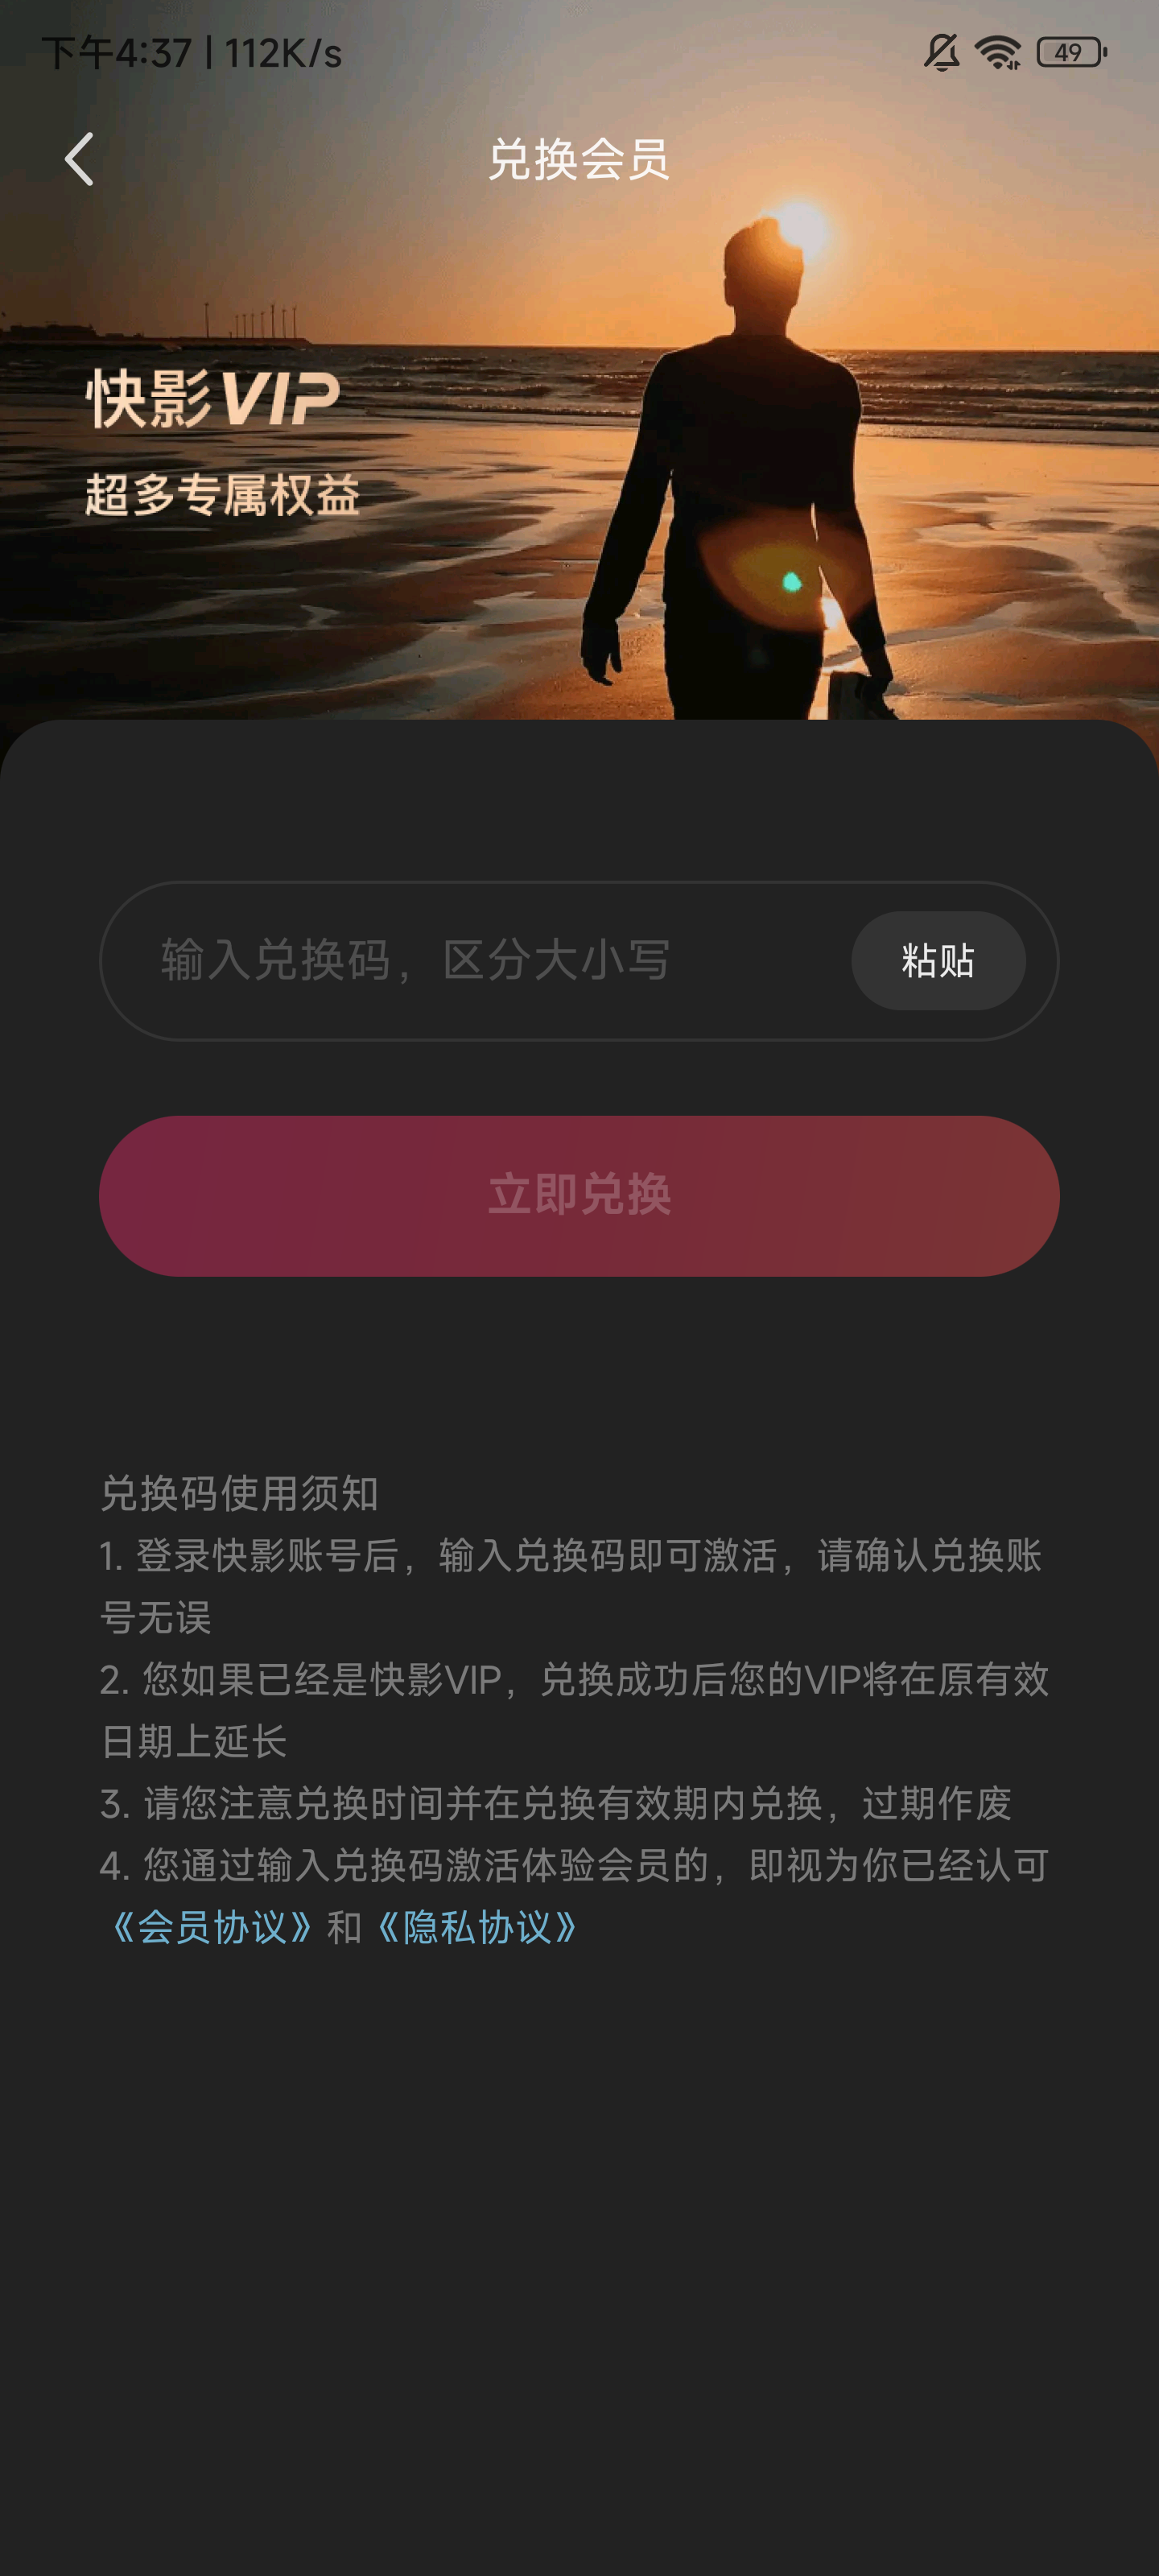 下午4:37 | 112K/s
49
兑换会员
快影VIP
超多专属权益
输入兑换码，区分大小写
粘贴
立即兑换
兑换码使用须知
1. 登录快影账号后，输入兑换码即可激活，请确认兑换账
号无误
2. 您如果已经是快影VIP，兑换成功后您的VIP将在原有效
日期上延长
3. 请您注意兑换时间并在兑换有效期内兑换，过期作废
4. 您通过输入兑换码激活体验会员的，即视为你已经认可
《会员协议》和《隐私协议》